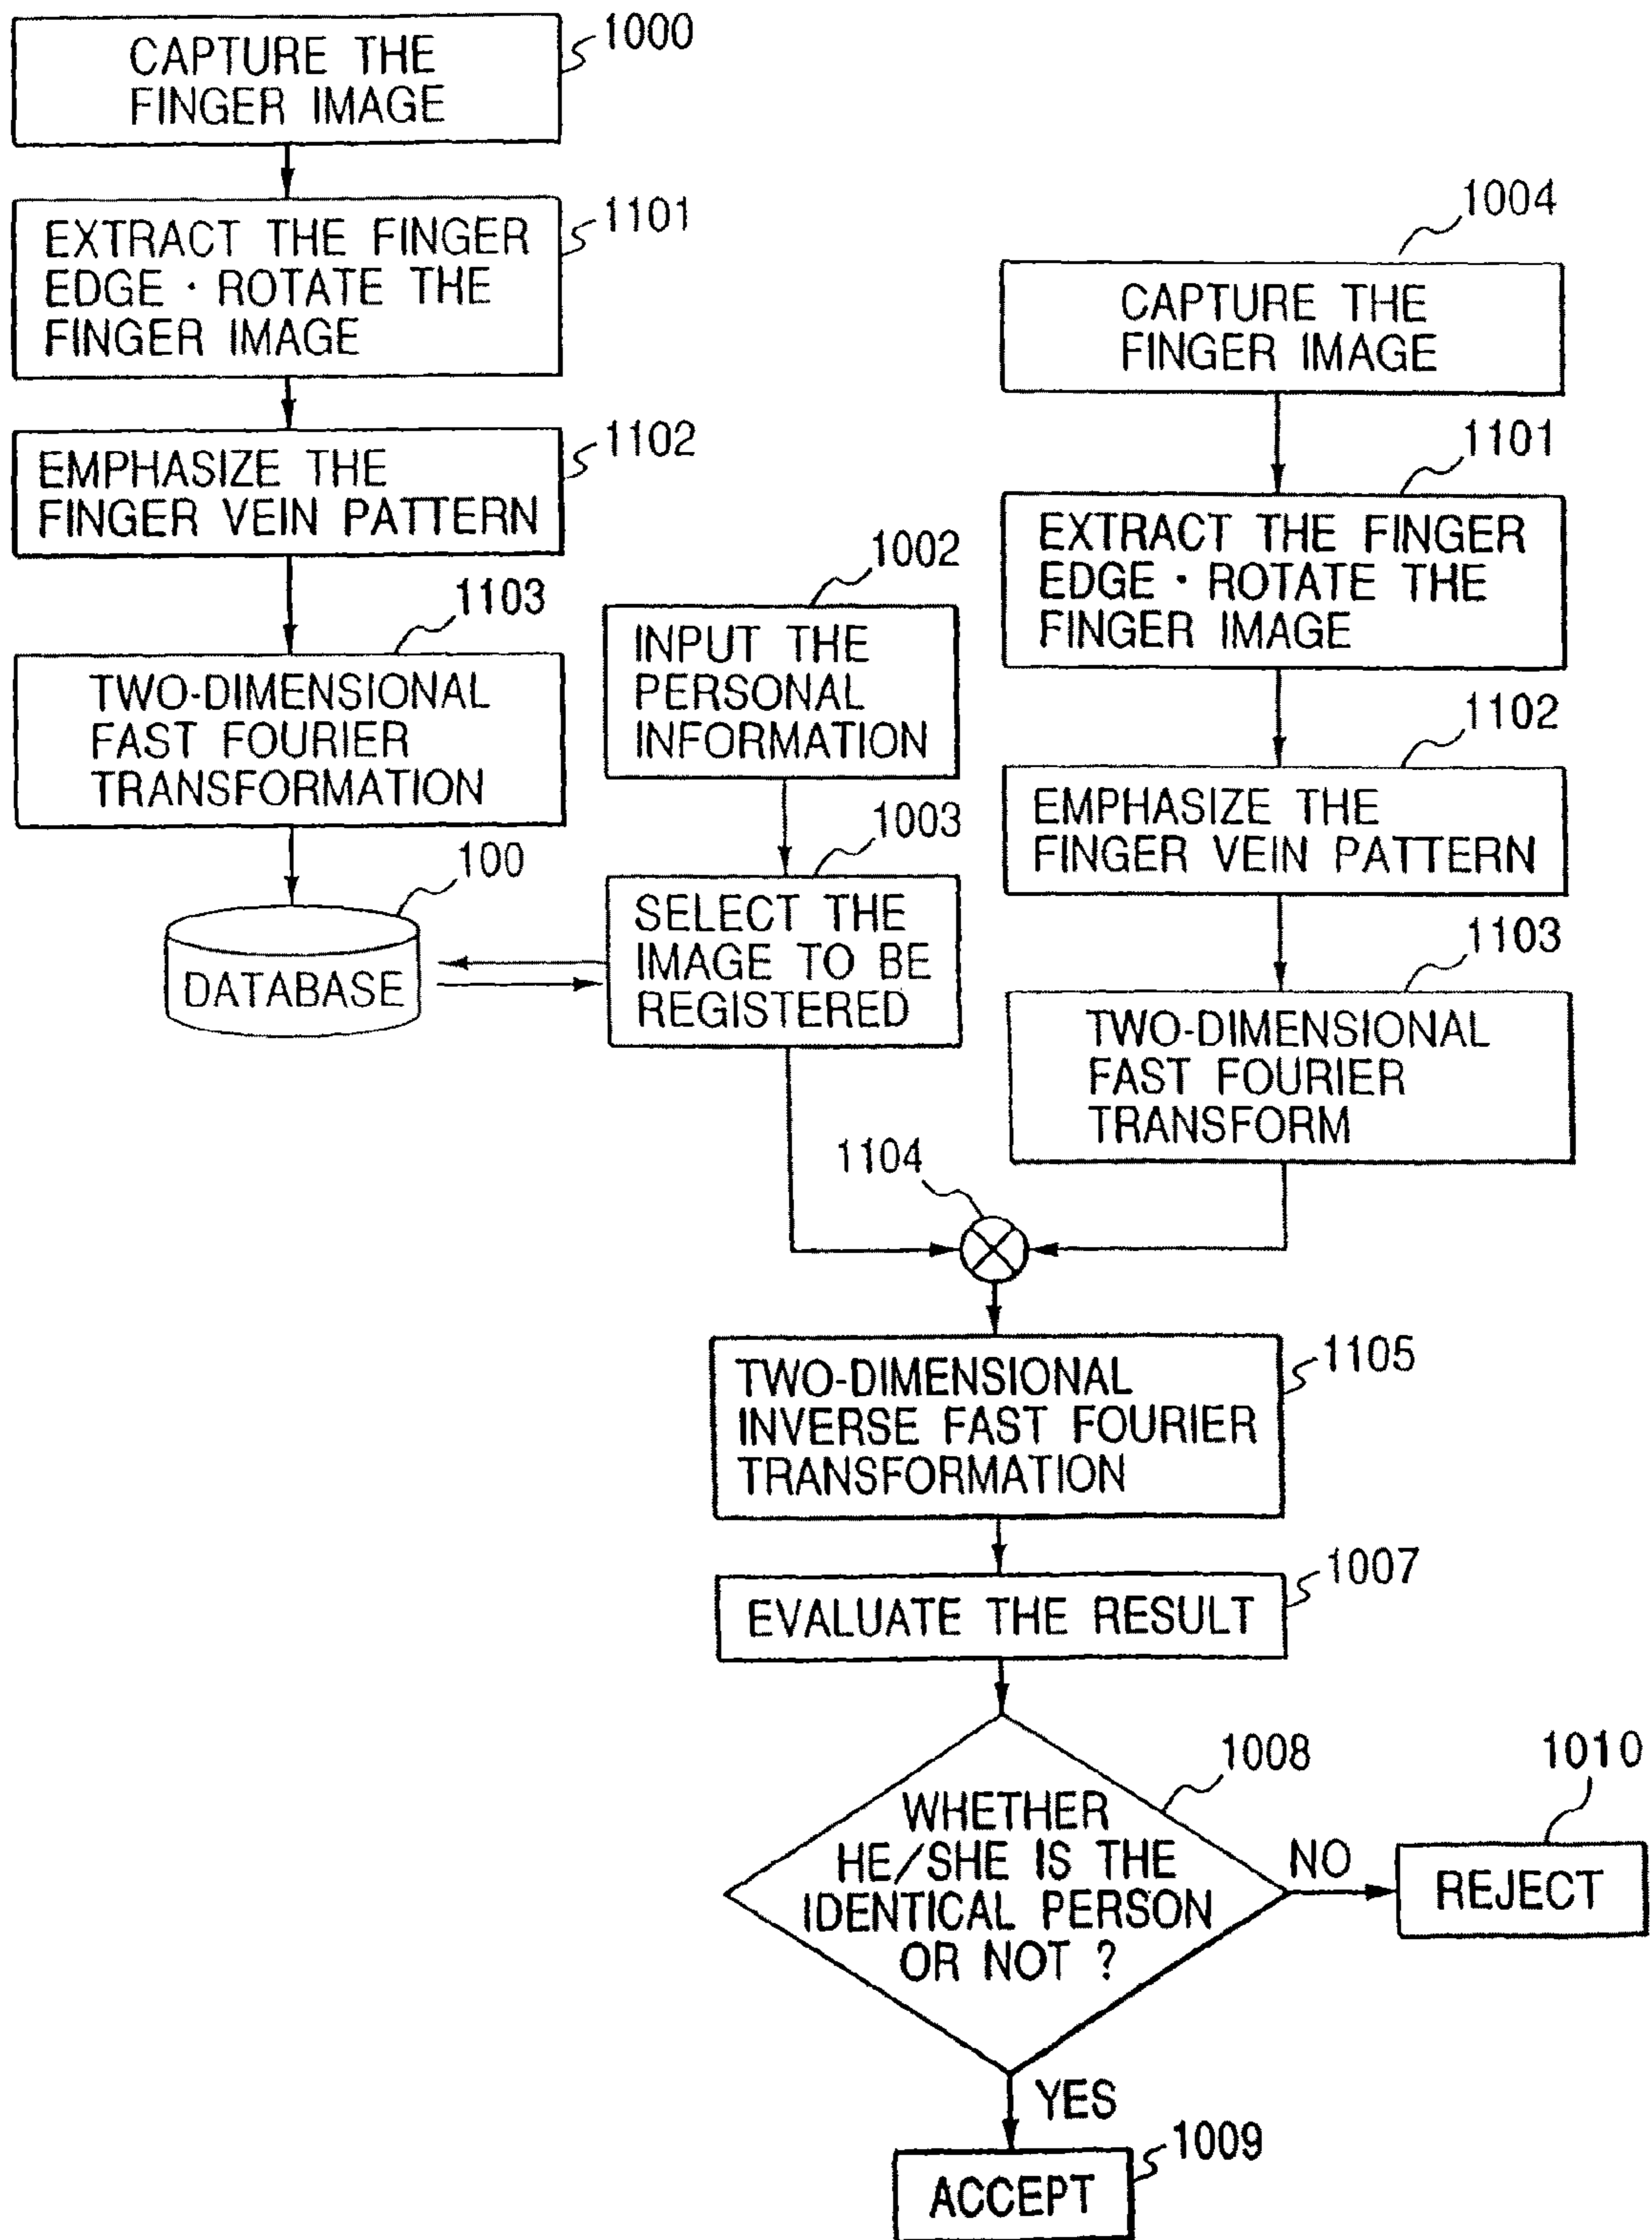 CAPTURE THE
FINGER IMAGE
1000
EXTRACT THE FINGER
EDGE · ROTATE THE
FINGER IMAGE
1101
EMPHASIZE THE
FINGER VEIN PATTERN
1102
TWO-DIMENSIONAL
FAST FOURIER
TRANSFORMATION
1103
DATABASE
100
INPUT THE
PERSONAL
INFORMATION
1002
SELECT THE
IMAGE TO BE
REGISTERED
1003
CAPTURE THE
FINGER IMAGE
1004
EXTRACT THE FINGER
EDGE · ROTATE THE
FINGER IMAGE
1101
EMPHASIZE THE
FINGER VEIN PATTERN
1102
TWO-DIMENSIONAL
FAST FOURIER
TRANSFORM
1103
1104
TWO-DIMENSIONAL
INVERSE FAST FOURIER
TRANSFORMATION
1105
EVALUATE THE RESULT
1007
WHETHER
HE/SHE IS THE
IDENTICAL PERSON
OR NOT ?
1008
NO
REJECT
1010
YES
ACCEPT
1009